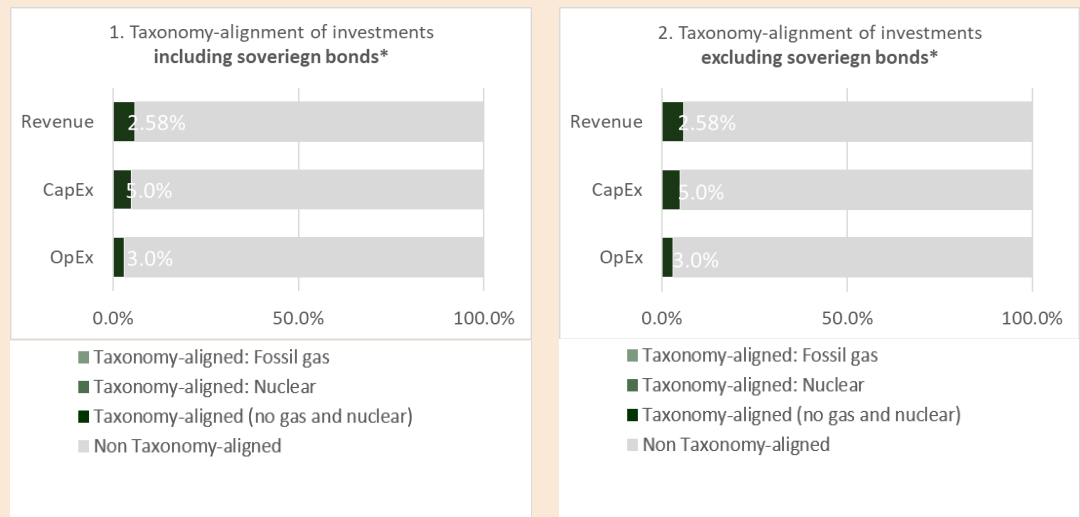 1. Taxonomy-alignment of investments
including soveriegn bonds*
Revenue
2.58%
CapEx
5.0%
OpEx
3.0%
0.0% 50.0% 100.0%
Taxonomy-aligned: Fossil gas
Taxonomy-aligned: Nuclear
Taxonomy-aligned (no gas and nuclear)
Non Taxonomy-aligned
2. Taxonomy-alignment of investments
excluding soveriegn bonds*
Revenue
2.58%
CapEx
5.0%
OpEx
3.0%
0.0% 50.0% 100.0%
Taxonomy-aligned: Fossil gas
Taxonomy-aligned: Nuclear
Taxonomy-aligned (no gas and nuclear)
Non Taxonomy-aligned